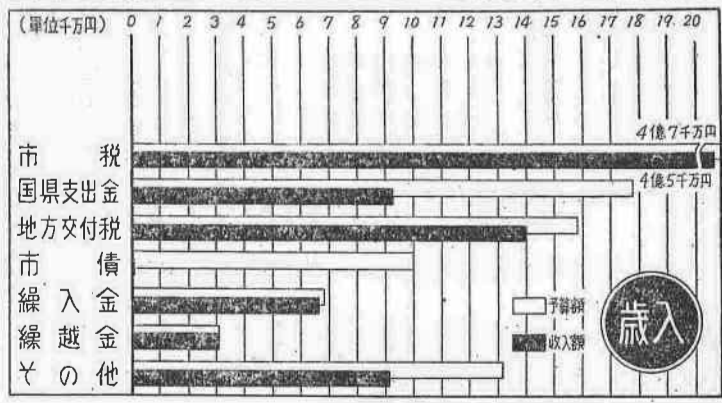 (單位千万円) 0 1 2 3 4 5 6 7 8 9 10 11 12 13 14 15 16 17 18 19 20
4億7千万円
市税
国県支出金
4億5千万円
地方交付税
市債
繰入金
予算額
繰越金
収入額
歳入
その他